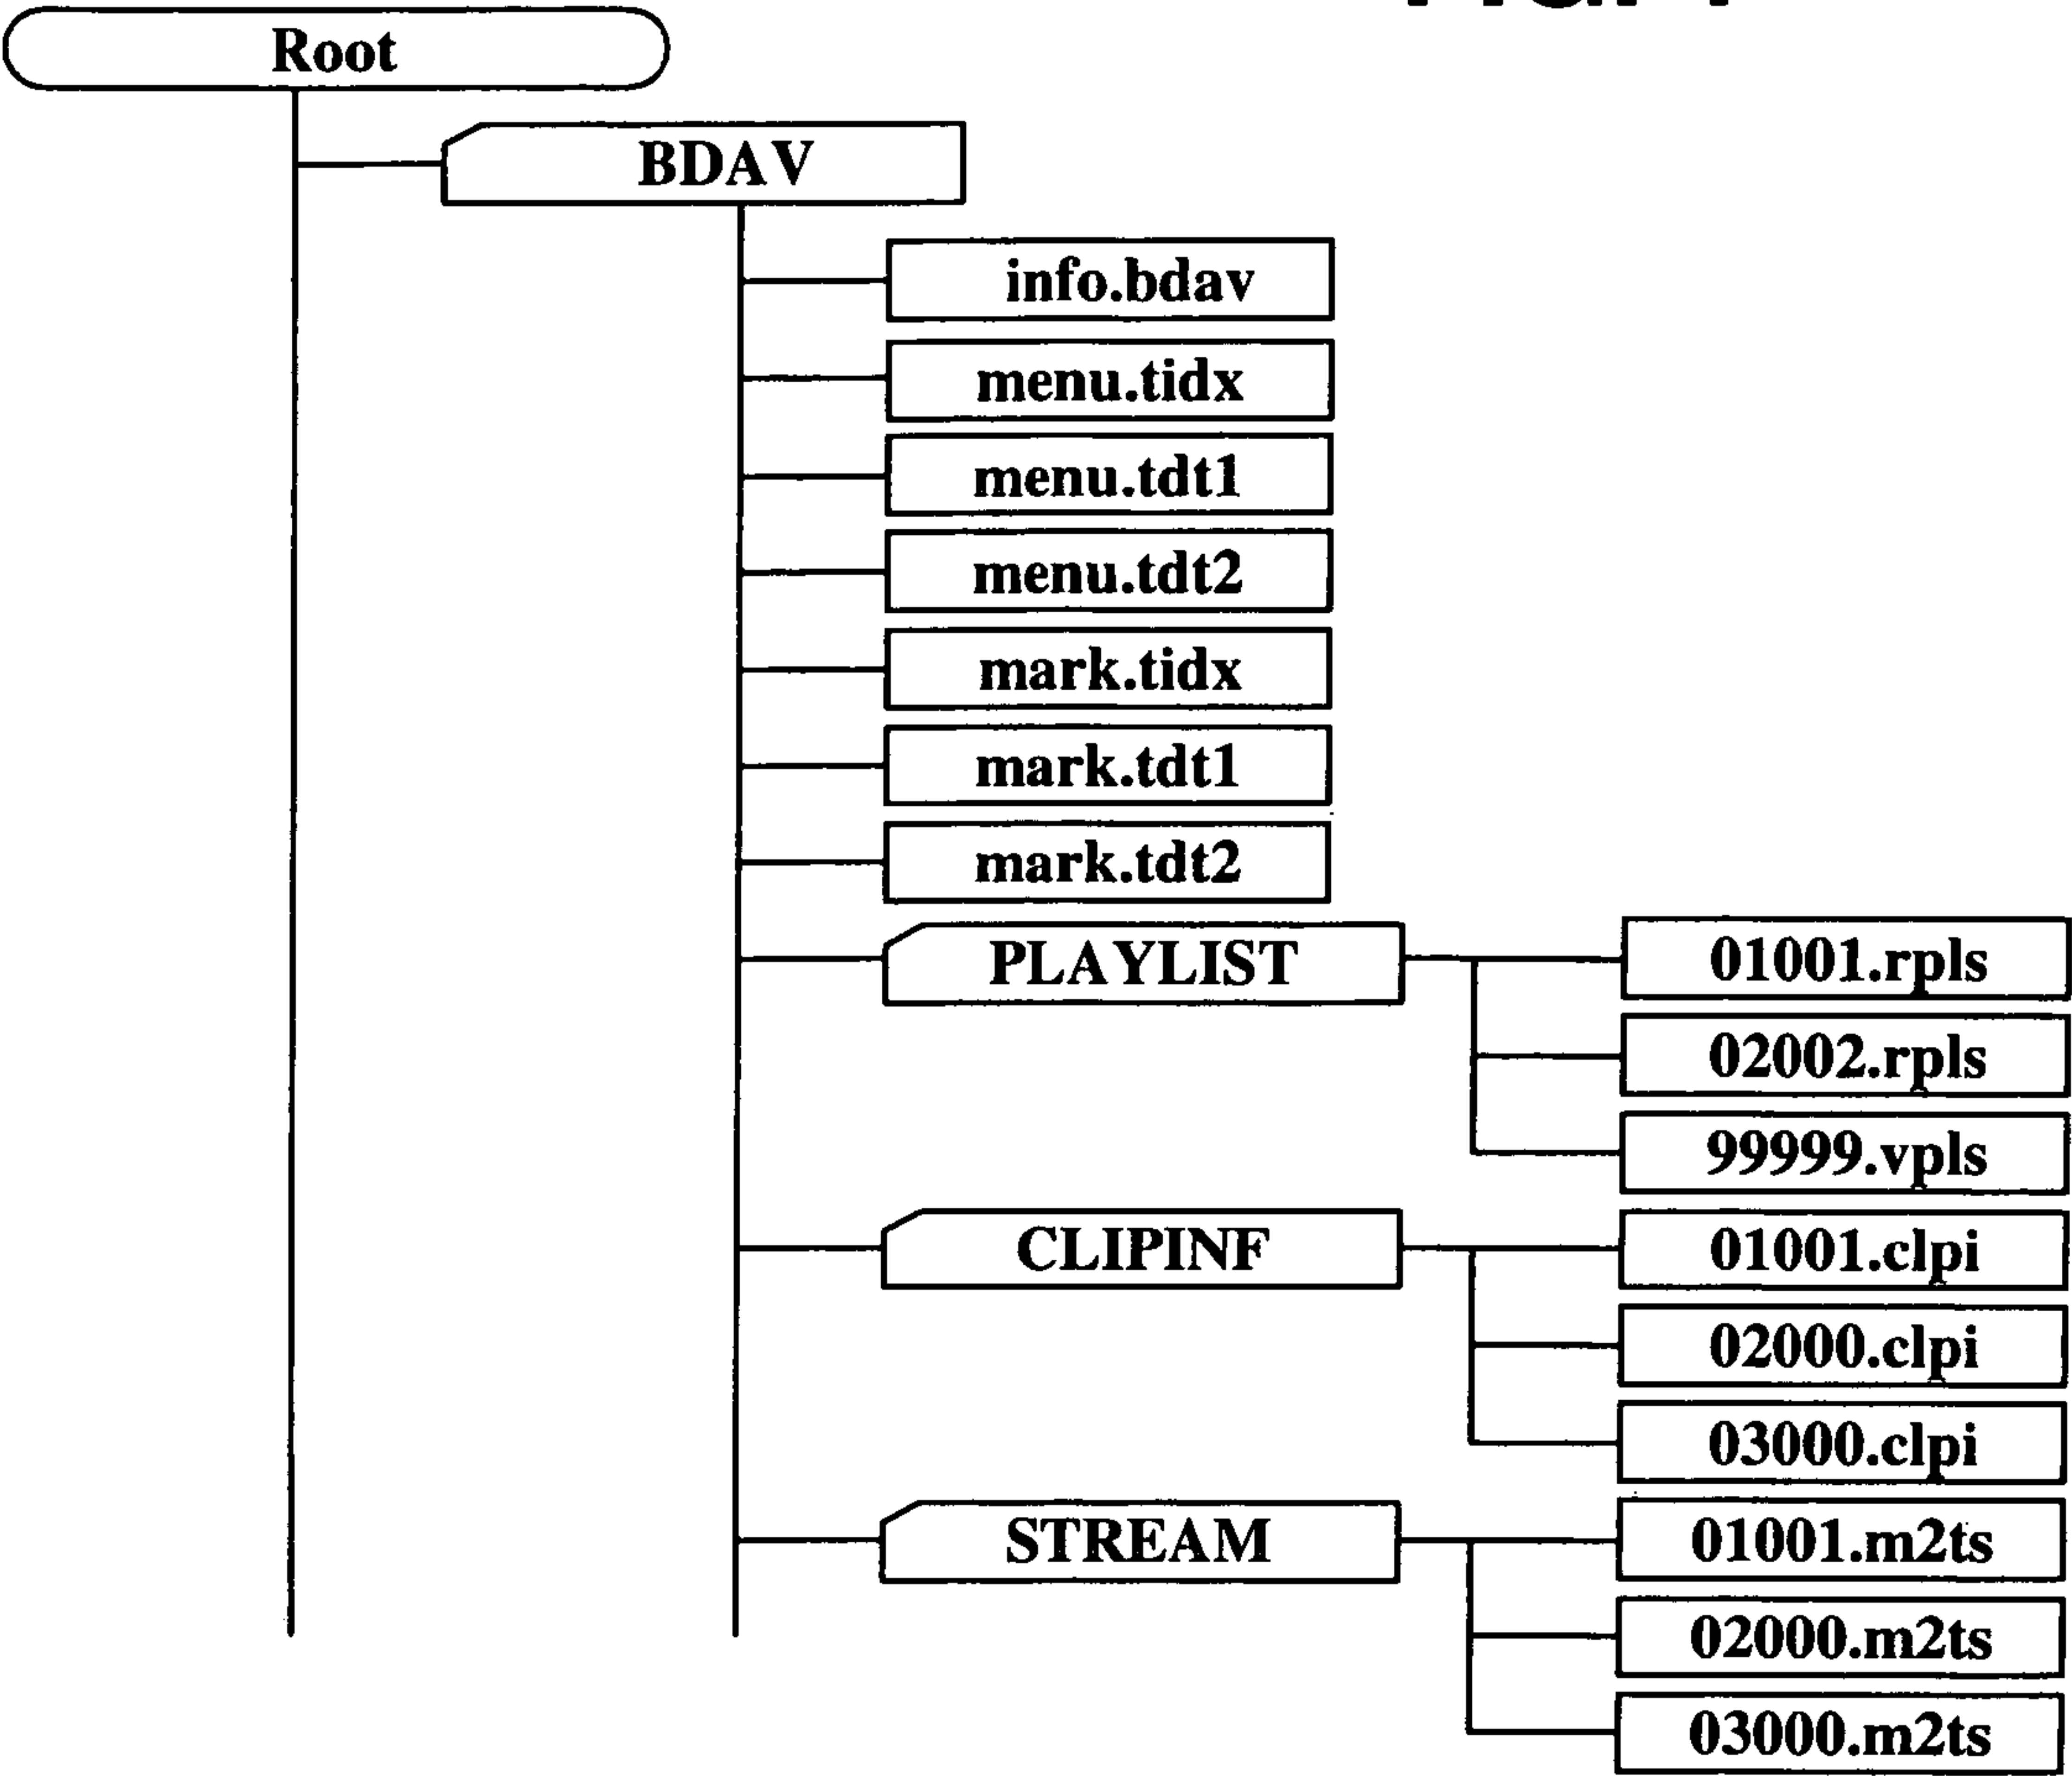 Root
BDAV
info.bdav
menu.tidx
menu.tdt1
menu.tdt2
mark.tidx
mark.tdt1
mark.tdt2
PLAYLIST
01001.rpls
02002.rpls
99999.vpls
CLIPINF
01001.clpi
02000.clpi
03000.clpi
STREAM
01001.m2ts
02000.m2ts
03000.m2ts